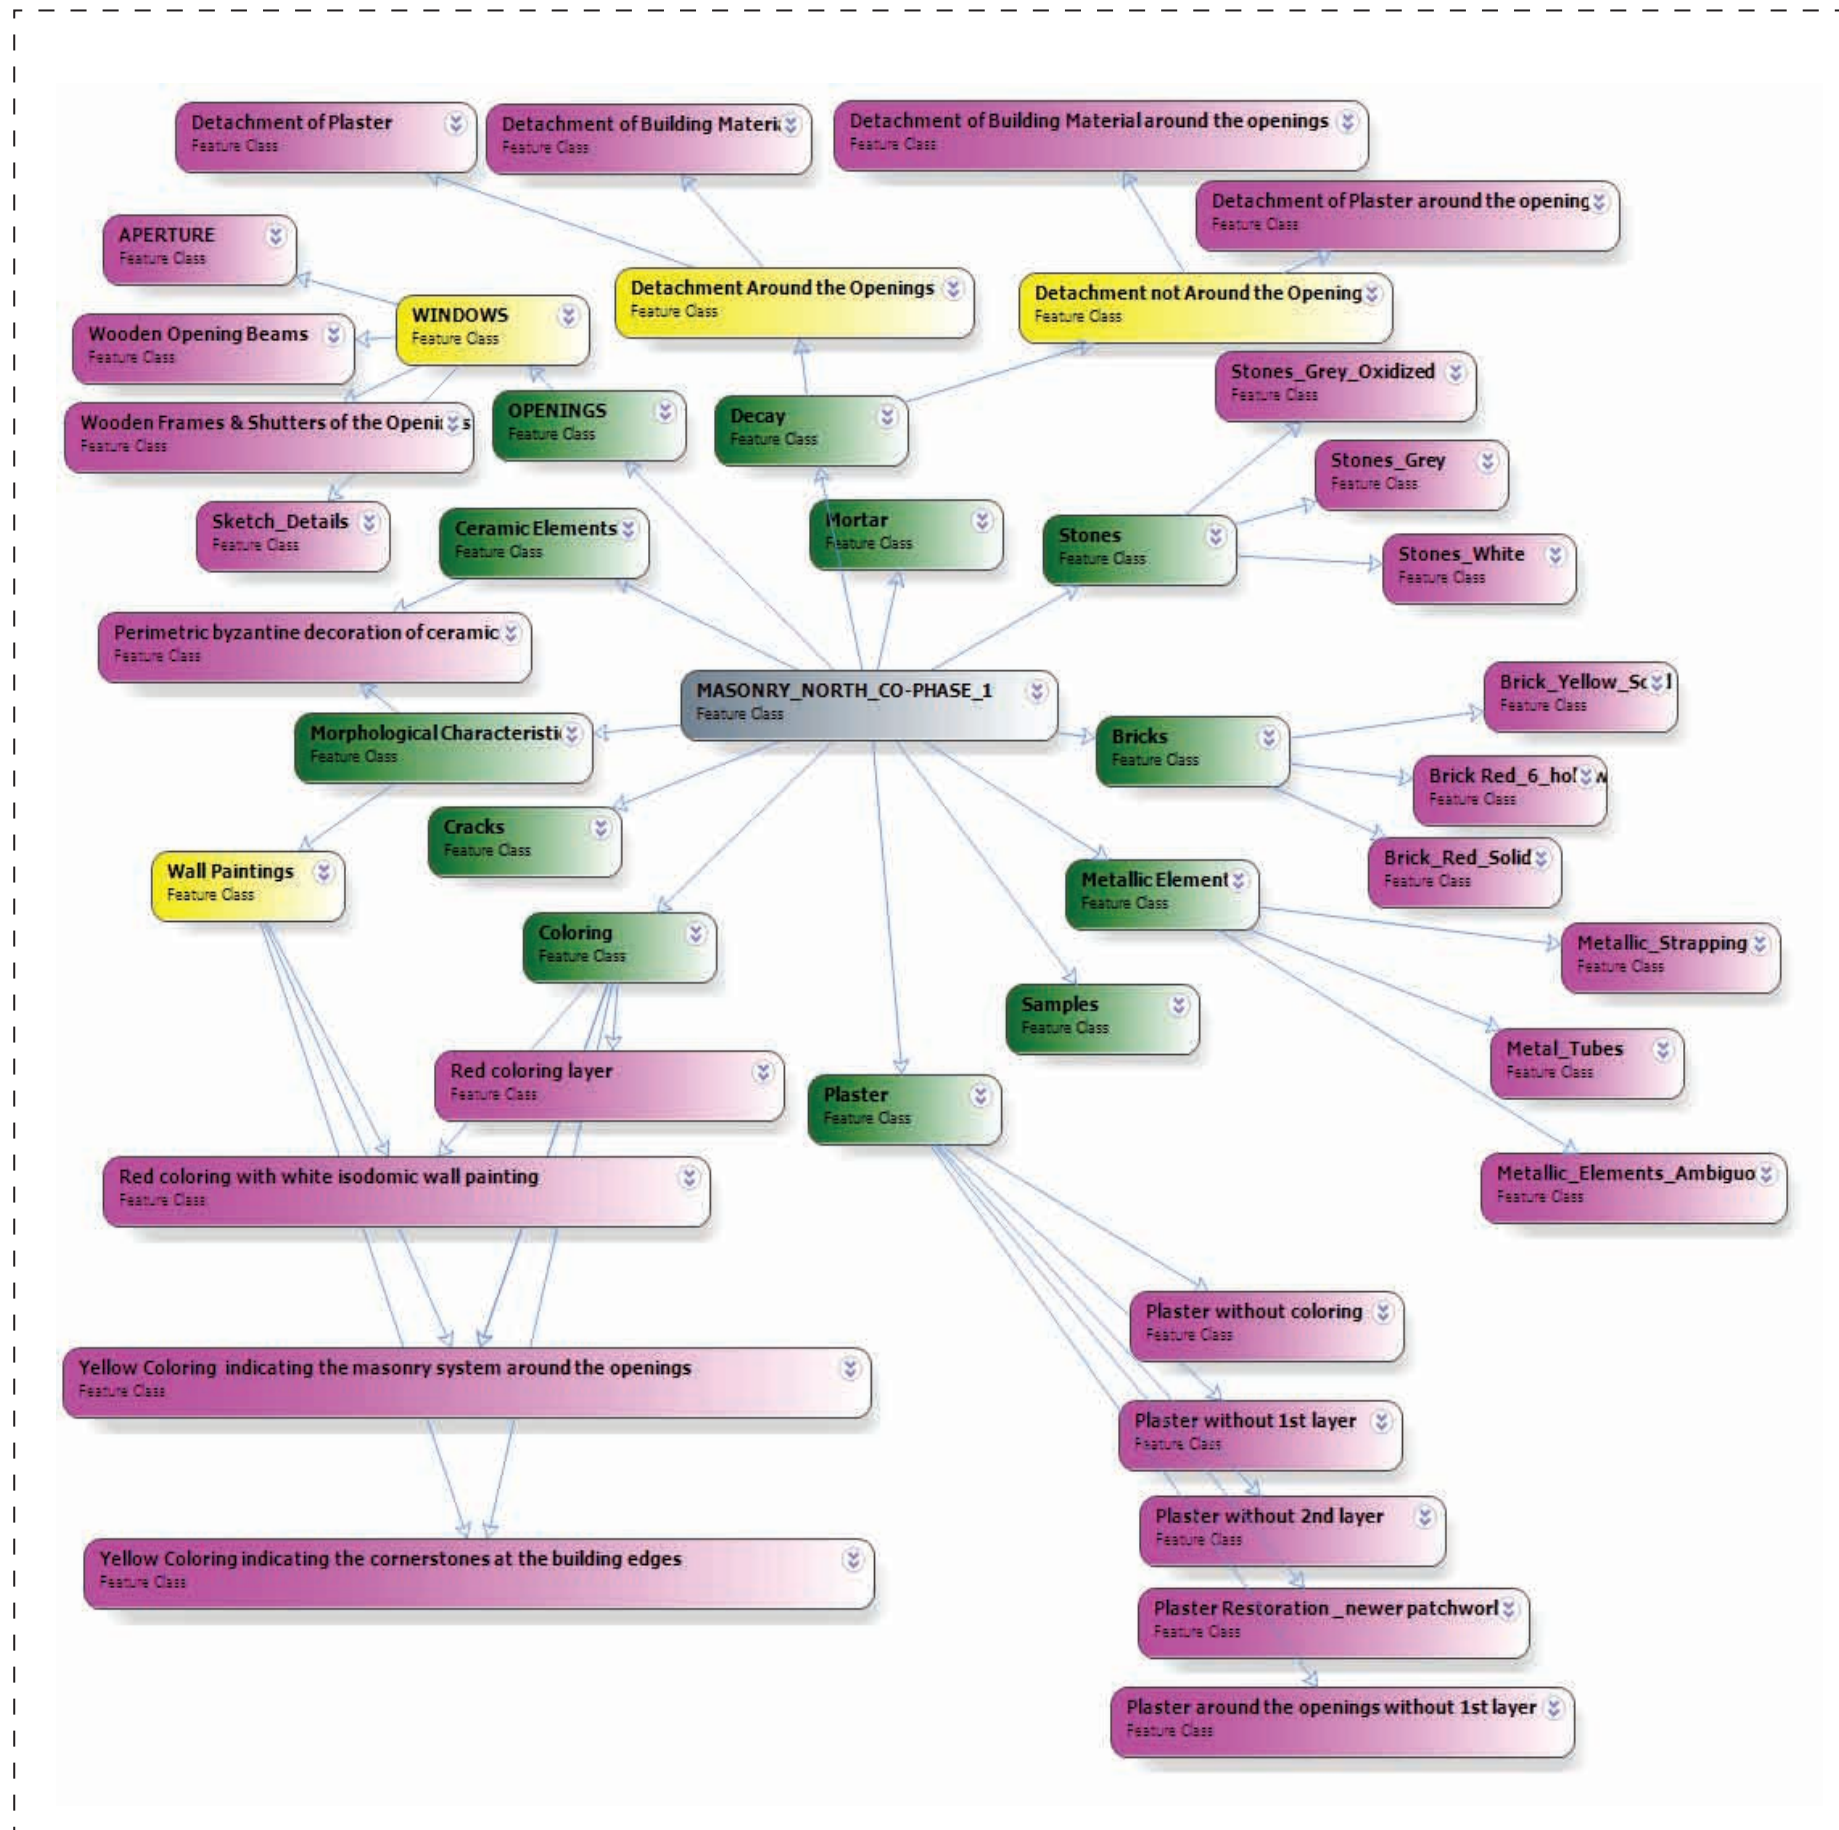 Detachment of Plaster
Feature Class
Detachment of Building Materi
Feature Class
Detachment of Building Material around the openings
Feature Class
Detachment of Plaster around the opening
Feature Class
APERTURE
Feature Class
WINDOWS
Feature Class
Detachment Around the Openings
Feature Class
Detachment not Around the Opening
Feature Class
Wooden Opening Beams
Feature Class
Stones_Grey_Oxidized
Feature Class
Wooden Frames & Shutters of the Openi s
Feature Class
OPENINGS
Feature Class
Decay
Feature Class
Stones_Grey
Feature Class
Sketch_Details
Feature Class
Ceramic Elements
Feature Class
Mortar
Feature Class
Stones
Feature Class
Stones_White
Feature Class
Perimetric byzantine decoration of ceramic
Feature Class
MASONRY_NORTH_CO-PHASE_1
Feature Class
Brick_Yellow_So l
Feature Class
Morphological Characteristi
Feature Class
Bricks
Feature Class
Brick Red_6_hol w
Feature Class
Cracks
Feature Class
Brick_Red_Solid
Feature Class
Wall Paintings
Feature Class
Metallic Element
Feature Class
Coloring
Feature Class
Metallic_Strapping
Feature Class
Samples
Feature Class
Metal_Tubes
Feature Class
Red coloring layer
Feature Class
Plaster
Feature Class
Red coloring with white isodomic wall painting
Feature Class
Metallic_Elements_Ambiguo
Feature Class
Plaster without coloring
Feature Class
Yellow Coloring indicating the masonry system around the openings
Feature Class
Plaster without 1st layer
Feature Class
Plaster without 2nd layer
Feature Class
Yellow Coloring indicating the cornerstones at the building edges
Feature Class
Plaster Restoration _newer patchworl
Feature Class
Plaster around the openings without 1st layer
Feature Class